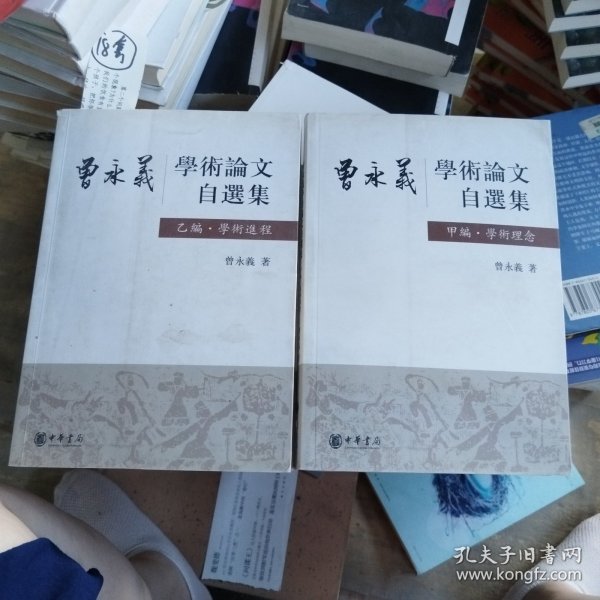 曾永義
學術論文
自選集
乙編·學術進程
曾永義 著
中華書局
曾永義
學術論文
自選集
甲編·學術理念
曾永義 著
中華書局
孔夫子旧书网
www.kongfz.com